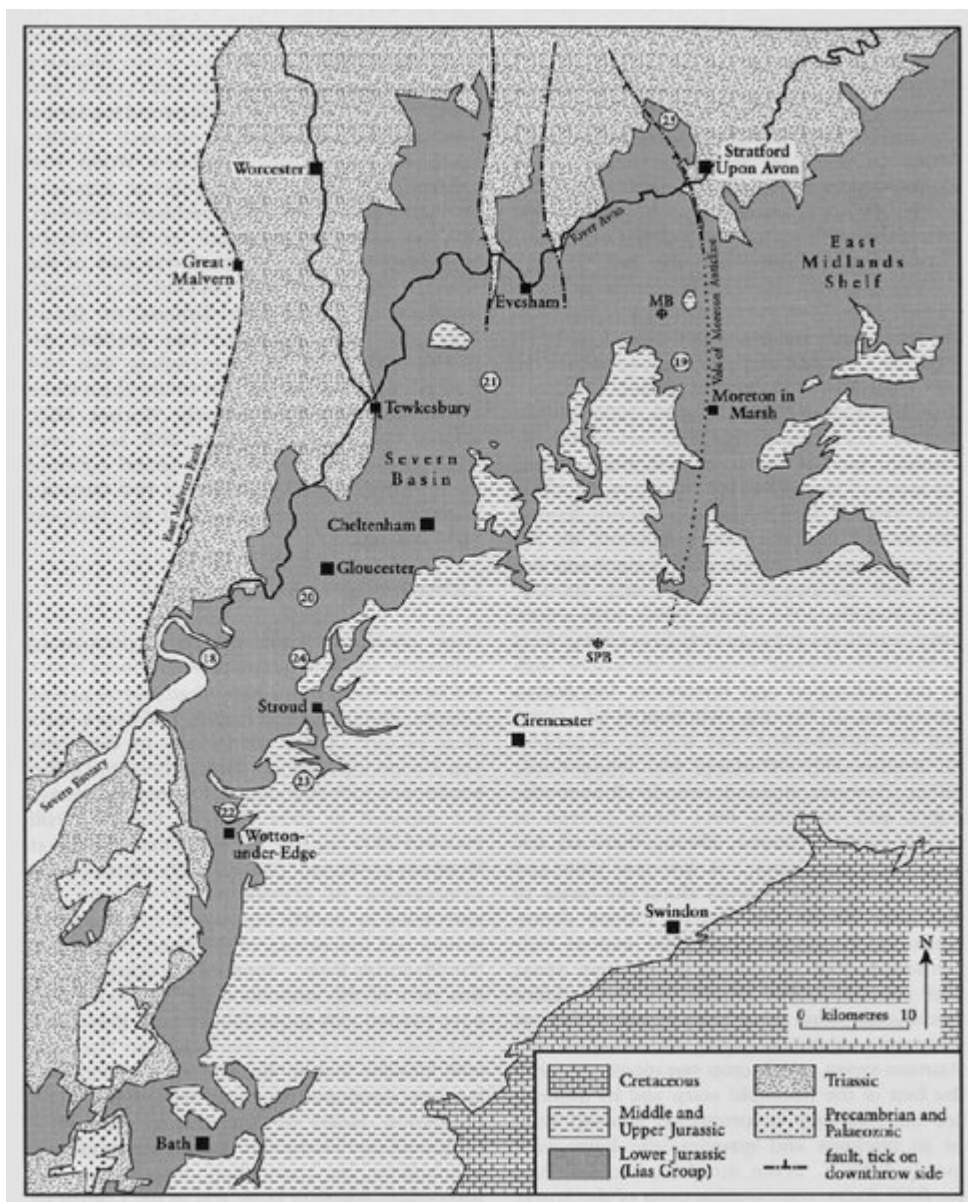 25
Stratford
Upon Avon
Worcester
River Avon
East
Midlands
Shelf
Great
Malvern
Evesham
MB
Vale of Moreton Anticline
19
21
Moreton in
Marsh
Tewkesbury
Severn
Basin
East Malvern Fault
Cheltenham
Gloucester
20
18
24
SPB
Stroud
Cirencester
Severn Estuary
23
22
Wotton-
under-Edge
Swindon
N
0 kilometres 10
Cretaceous
Triassic
Middle and
Upper Jurassic
Precambrian and
Palaeozoic
Lower Jurassic
(Lias Group)
fault, tick on
downthrow side
Bath